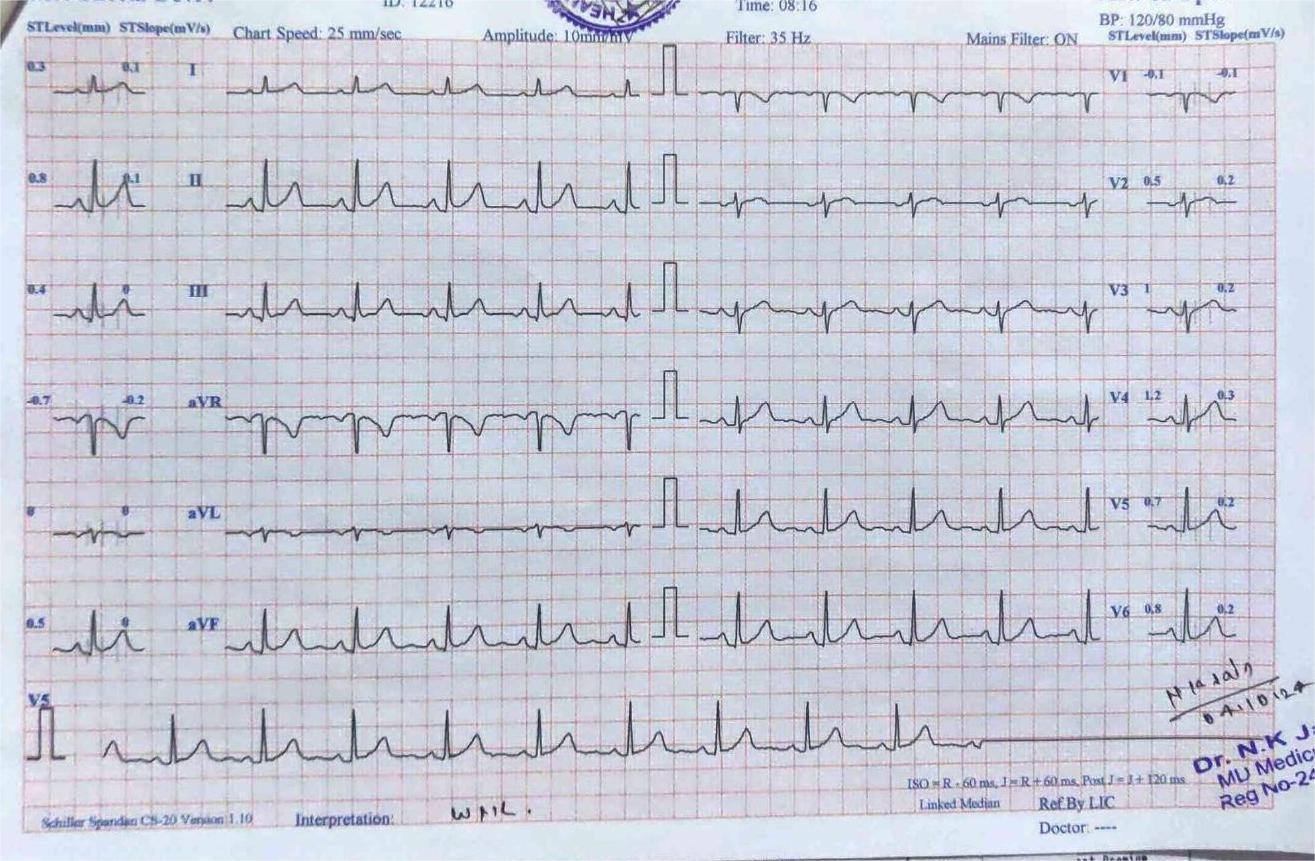 ID: 12216
Time: 08:16
BP: 120/80 mmHg
STLevel(mm) STSlope(mV/s) Chart Speed: 25 mm/sec Amplitude: 10mm/mV Filter: 35 Hz Mains Filter: ON STLevel(mm) STSlope(mV/s)
0.3 0.1 I V1 -0.1 -0.1
0.8 0.1 II V2 0.5 0.2
0.4 0 III V3 1 0.2
-0.7 -0.2 aVR V4 1.2 0.3
0 0 aVL V5 0.7 0.2
0.5 0 aVF V6 0.8 0.2
V5
Dr. N.K
MU Medic
Reg No-24
ISO = R - 60 ms, J = R + 60 ms, Post J = J + 120 ms
Linked Median Ref.By LIC
Schiller Spandan CS-20 Version 1.10 Interpretation: WNL.
Doctor: ----